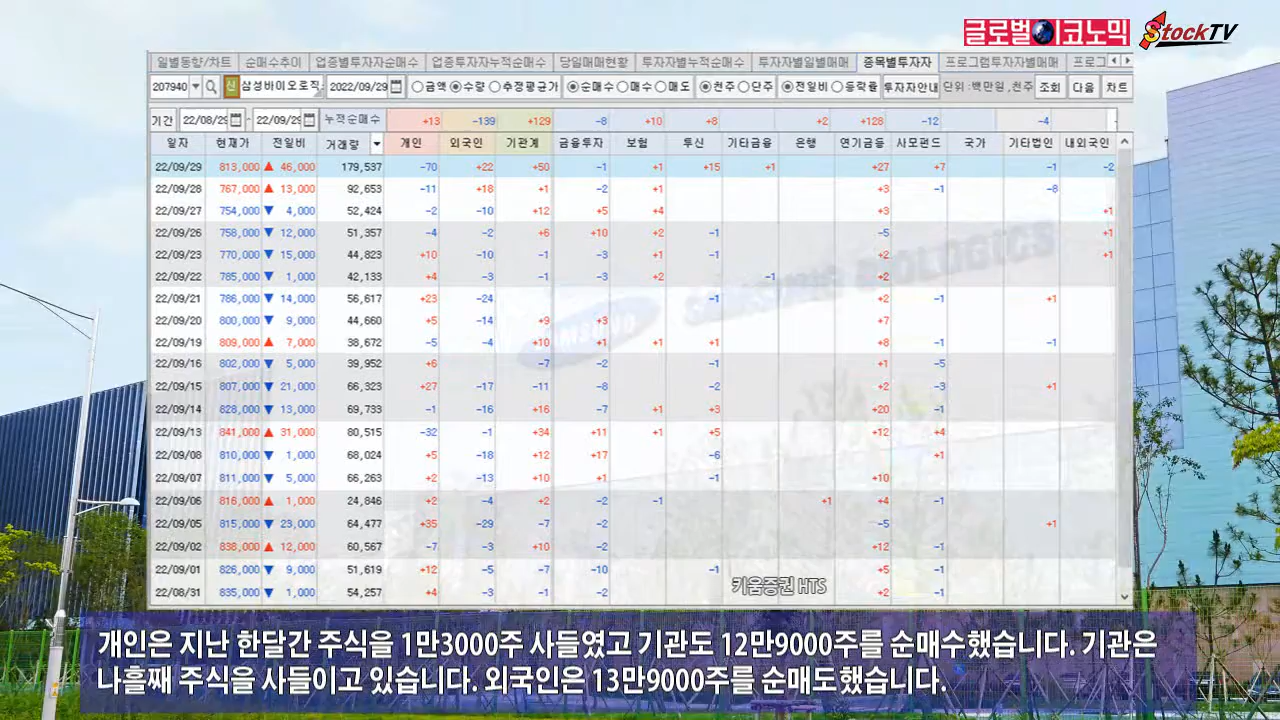 글로벌이코노믹 StockTV
일별동향/차트 순매수추이 업종별투자자순매 업종투자자누적순매수 당일매매현황 투자자별누적순매수 투자자별일별매매 종목별투자자 프로그램투자자별매매 프로그
207940 신 삼성바이오로직 2022/09/29 금액 수량 추정평균가 순매수 매수 매도 천주 단주 전일비 등락률 투자자안내 단위:백만원,천주 조회 다음 차트
기간 22/08/29 - 22/09/29 누적순매수 +13 -139 +129 -8 +10 +8 +2 +128 -12 -4
일자 현재가 전일비 거래량 개인 외국인 기관계 금융투자 보험 투신 기타금융 은행 연기금등 사모펀드 국가 기타법인 내외국인
22/09/29 813,000 ▲ 46,000 179,537 -70 +22 +50 -1 +1 +15 +1 +27 +7 -1 -2
22/09/28 767,000 ▲ 13,000 92,653 -11 +18 +1 -2 +1 +3 -1 -8
22/09/27 754,000 ▼ 4,000 52,424 -2 -10 +12 +5 +4 +3 +1
22/09/26 758,000 ▼ 12,000 51,357 -4 -2 +6 +10 +2 -1 -5 +1
22/09/23 770,000 ▼ 15,000 44,823 +10 -10 -1 -3 +1 -1 +2 +1
22/09/22 785,000 ▼ 1,000 42,133 +4 -3 -1 -3 +2 -1 +2
22/09/21 786,000 ▼ 14,000 56,617 +23 -24 -1 +2 -1 +1
22/09/20 800,000 ▼ 9,000 44,660 +5 -14 +9 +3 +7
22/09/19 809,000 ▲ 7,000 38,672 -5 -4 +10 +1 +1 +1 +8 -1 -1
22/09/16 802,000 ▼ 5,000 39,952 +6 -7 -2 -1 +1 -5
22/09/15 807,000 ▼ 21,000 66,323 +27 -17 -11 -8 -2 +2 -3 +1
22/09/14 828,000 ▼ 13,000 69,733 -1 -16 +16 -7 +1 +3 +20 -1
22/09/13 841,000 ▲ 31,000 80,515 -32 -1 +34 +11 +1 +5 +12 +4
22/09/08 810,000 ▼ 1,000 68,024 +5 -18 +12 +17 -6 +1
22/09/07 811,000 ▼ 5,000 66,263 +2 -13 +10 +1 -1 +10
22/09/06 816,000 ▲ 1,000 24,846 +2 -4 +2 -2 -1 +1 +4 -1
22/09/05 815,000 ▼ 23,000 64,477 +35 -29 -7 -2 -5 +1
22/09/02 838,000 ▲ 12,000 60,567 -7 -3 +10 -2 +12 -1
22/09/01 826,000 ▼ 9,000 51,619 +12 -5 -7 -10 -1 +5 -1
22/08/31 835,000 ▼ 1,000 54,257 +4 -3 -1 -2 +2 -1
SAMSUNG BIOLOGICS
키움증권 HTS
개인은 지난 한달간 주식을 1만3000주 사들였고 기관도 12만9000주를 순매수했습니다. 기관은
나흘째 주식을 사들이고 있습니다. 외국인은 13만9000주를 순매도했습니다.